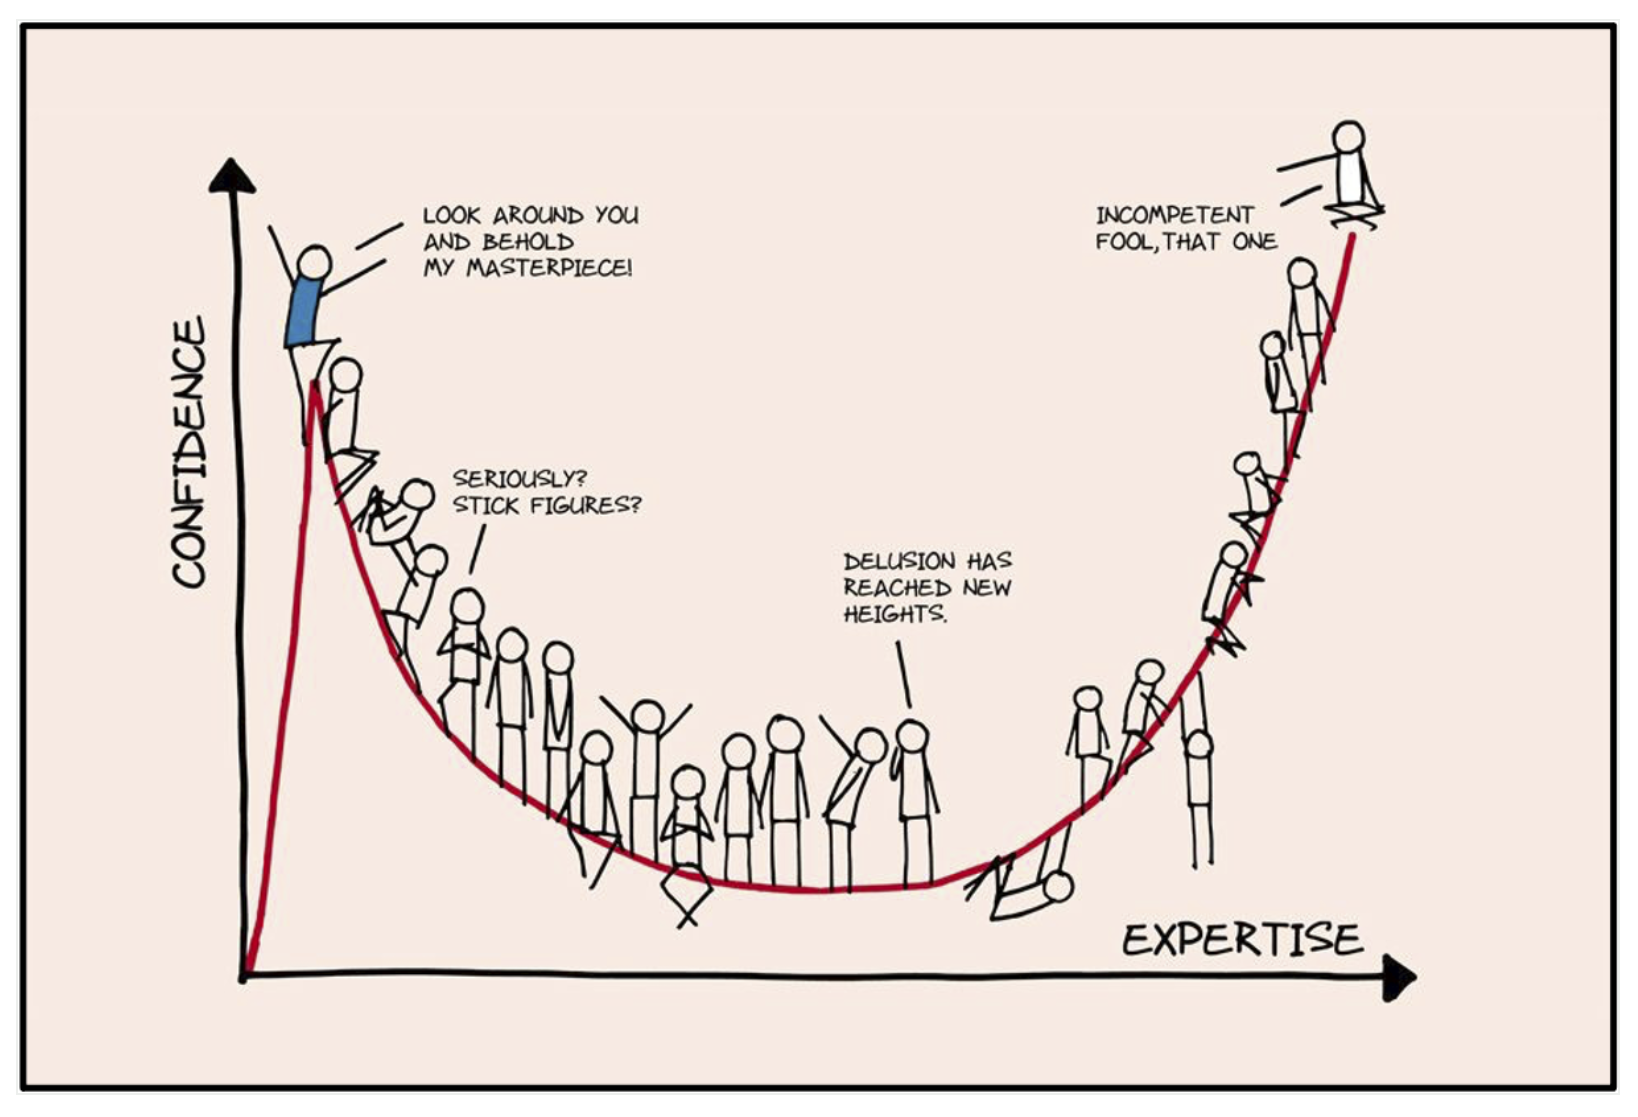 LOOK AROUND YOU
AND BEHOLD
MY MASTERPIECE!
INCOMPETENT
FOOL, THAT ONE
CONFIDENCE
SERIOUSLY?
STICK FIGURES?
DELUSION HAS
REACHED NEW
HEIGHTS.
EXPERTISE